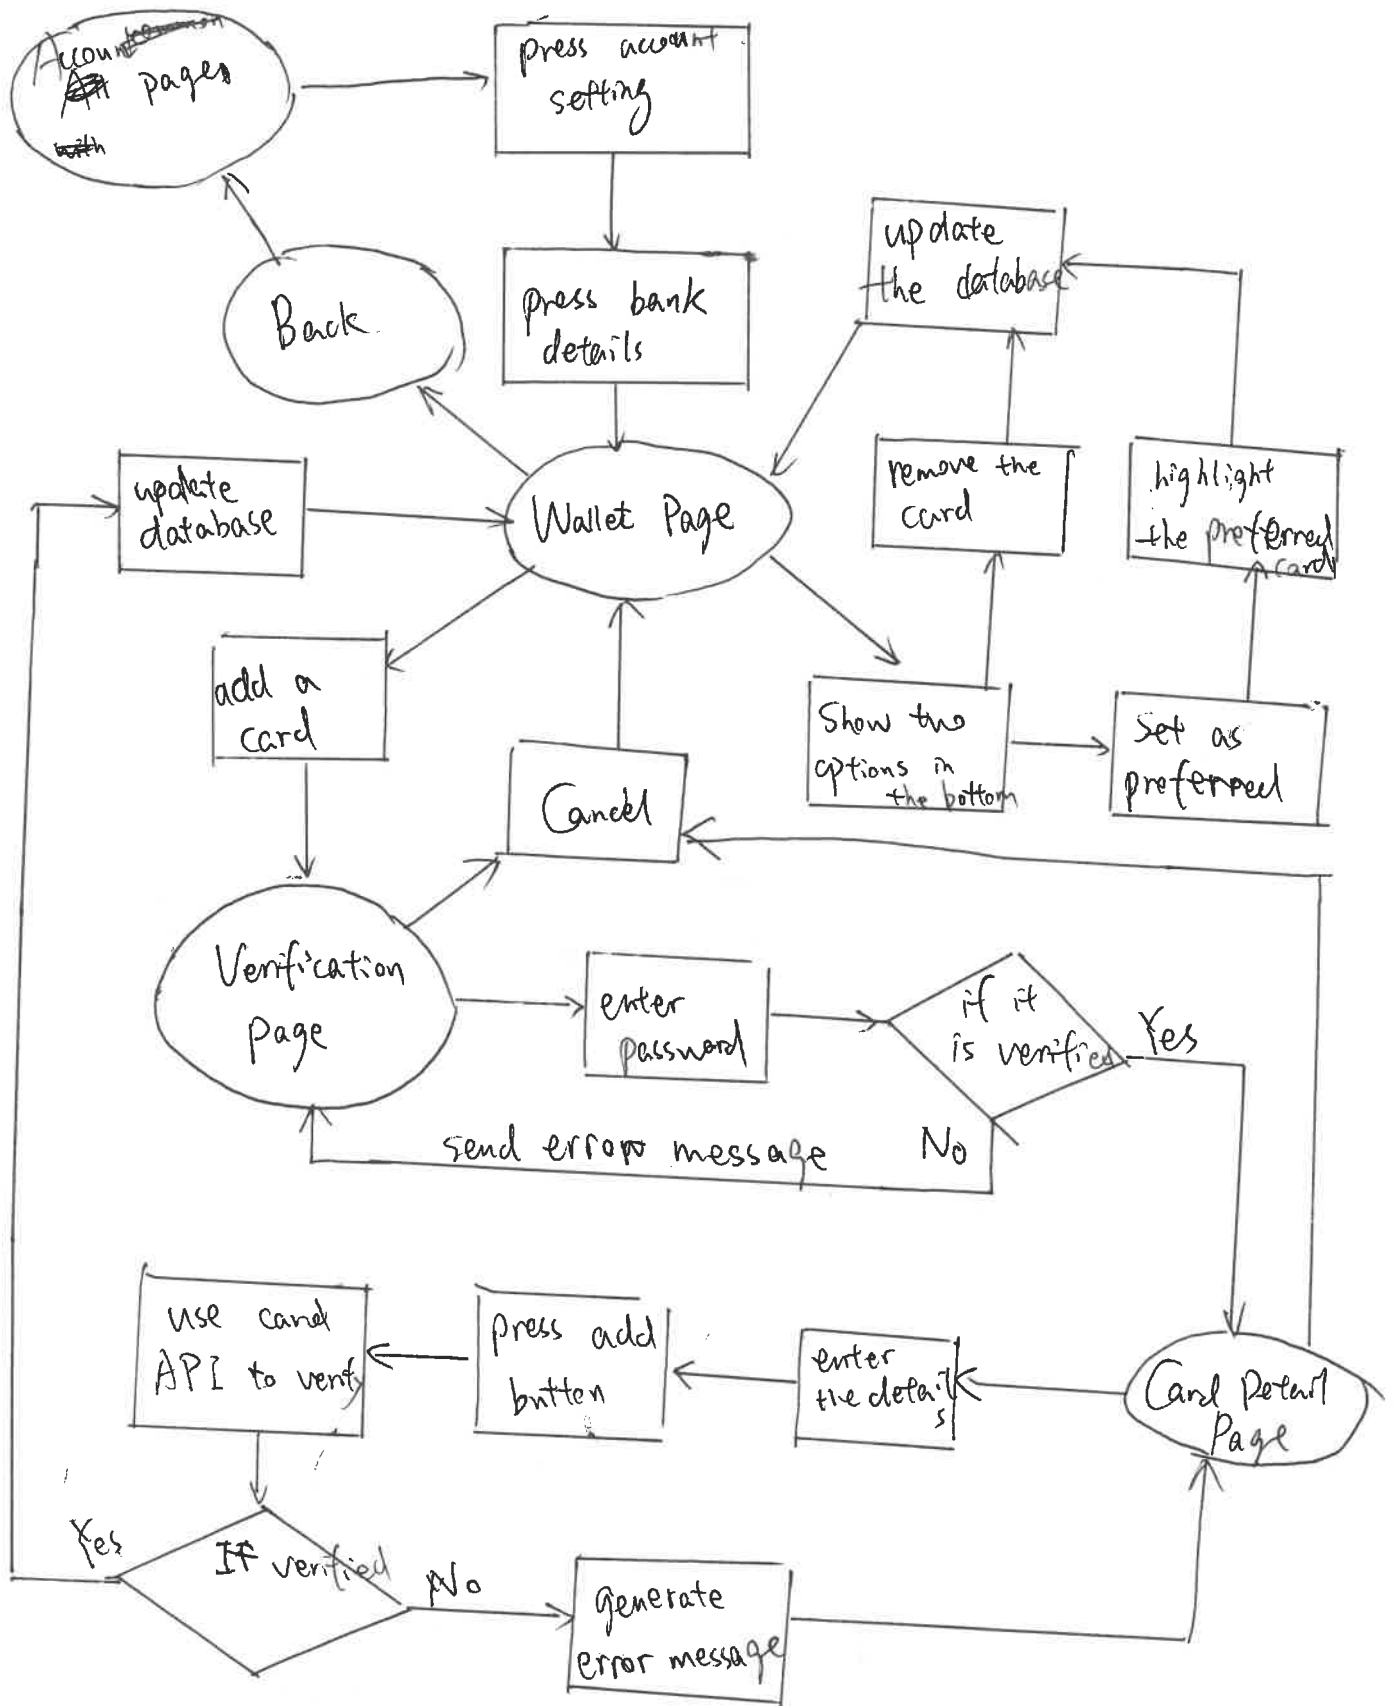 Account
pages
with
press account
setting
update
the database
Back
press bank
details
update
database
Wallet Page
remove the
card
highlight
the preferred
card
add a
card
Cancel
Show two
options in
the bottom
Set as
preferred
Verification
page
enter
password
if it
is verified
Yes
send error message
No
use card
API to verify
press add
button
enter
the details
Card Detail
Page
Yes
If verified
No
generate
error message